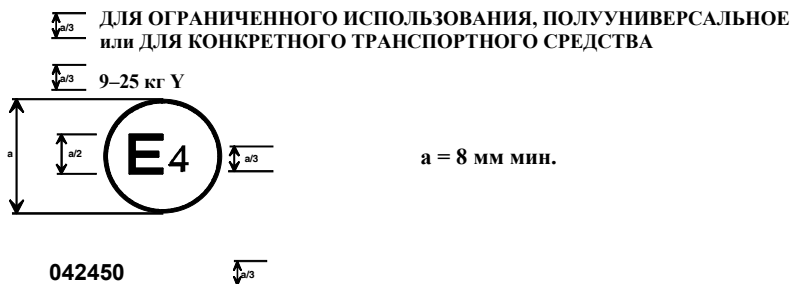 a/3 ДЛЯ ОГРАНИЧЕННОГО ИСПОЛЬЗОВАНИЯ, ПОЛУУНИВЕРСАЛЬНОЕ
или ДЛЯ КОНКРЕТНОГО ТРАНСПОРТНОГО СРЕДСТВА
a/3 9–25 кг Y
a a/2 E4 a/3 a = 8 мм мин.
042450 a/3